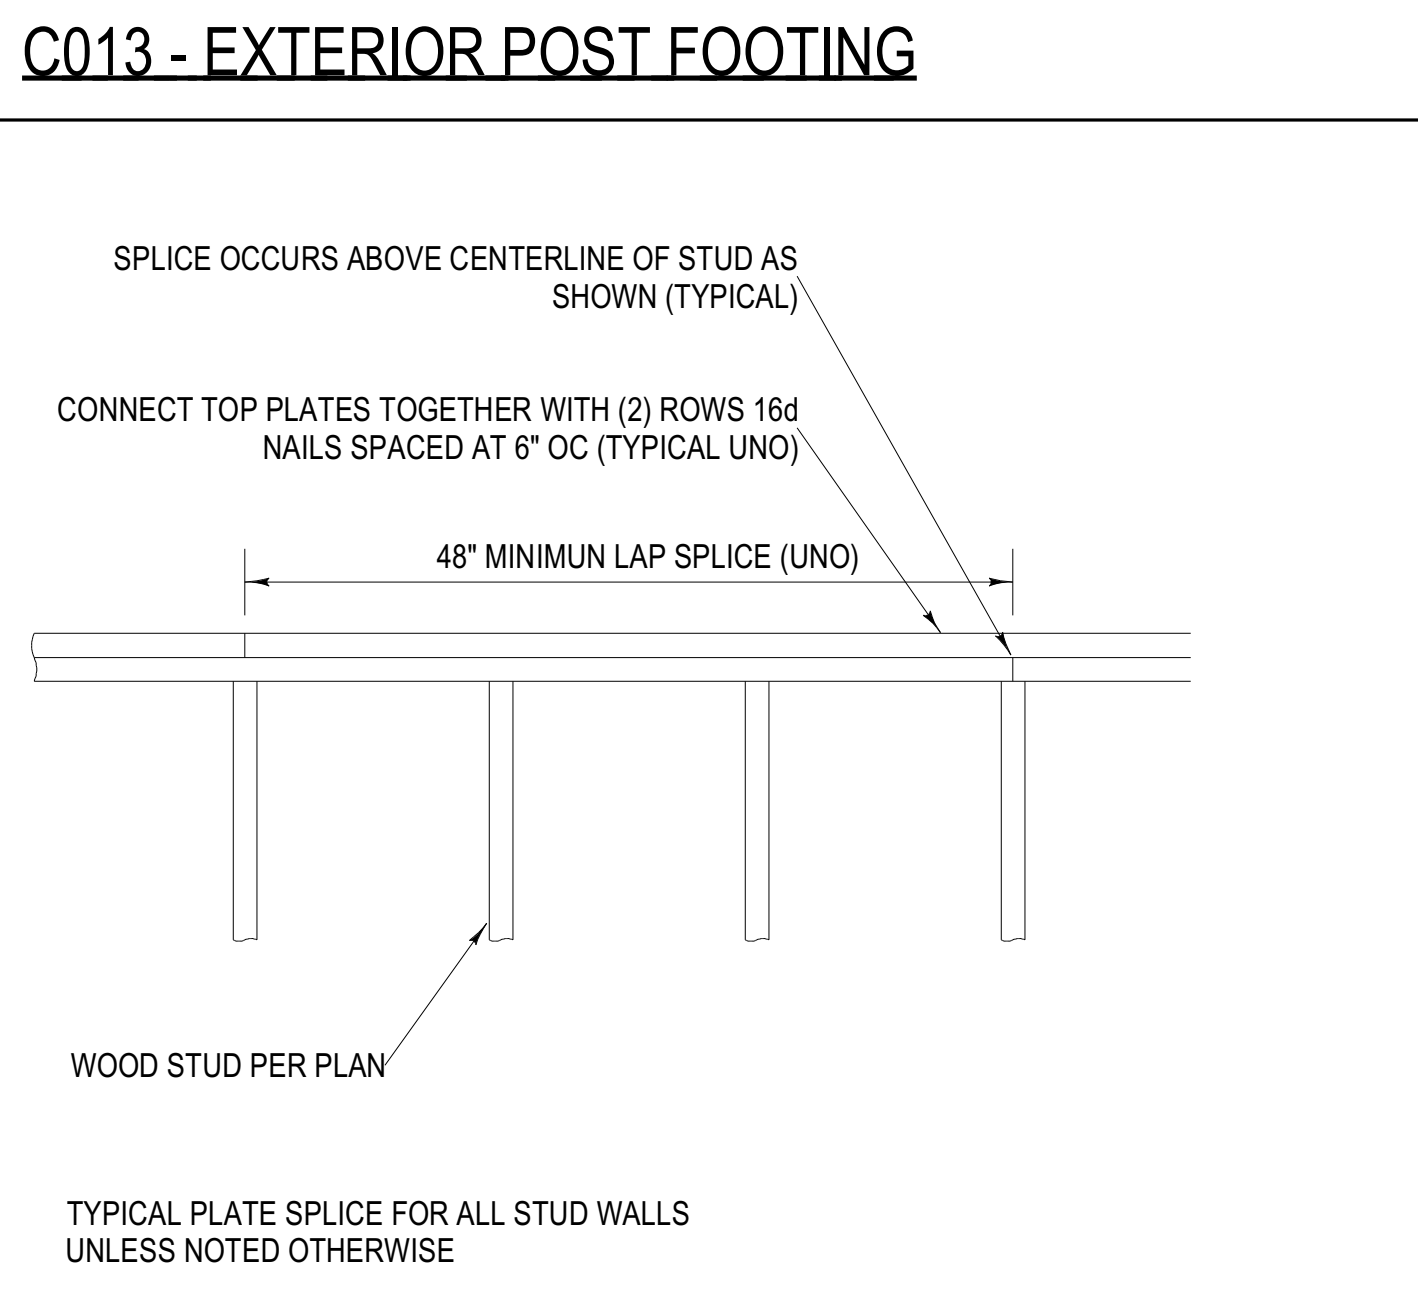 C013 - EXTERIOR POST FOOTING
SPLICE OCCURS ABOVE CENTERLINE OF STUD AS
SHOWN (TYPICAL)
CONNECT TOP PLATES TOGETHER WITH (2) ROWS 16d
NAILS SPACED AT 6" OC (TYPICAL UNO)
48" MINIMUN LAP SPLICE (UNO)
WOOD STUD PER PLAN
TYPICAL PLATE SPLICE FOR ALL STUD WALLS
UNLESS NOTED OTHERWISE